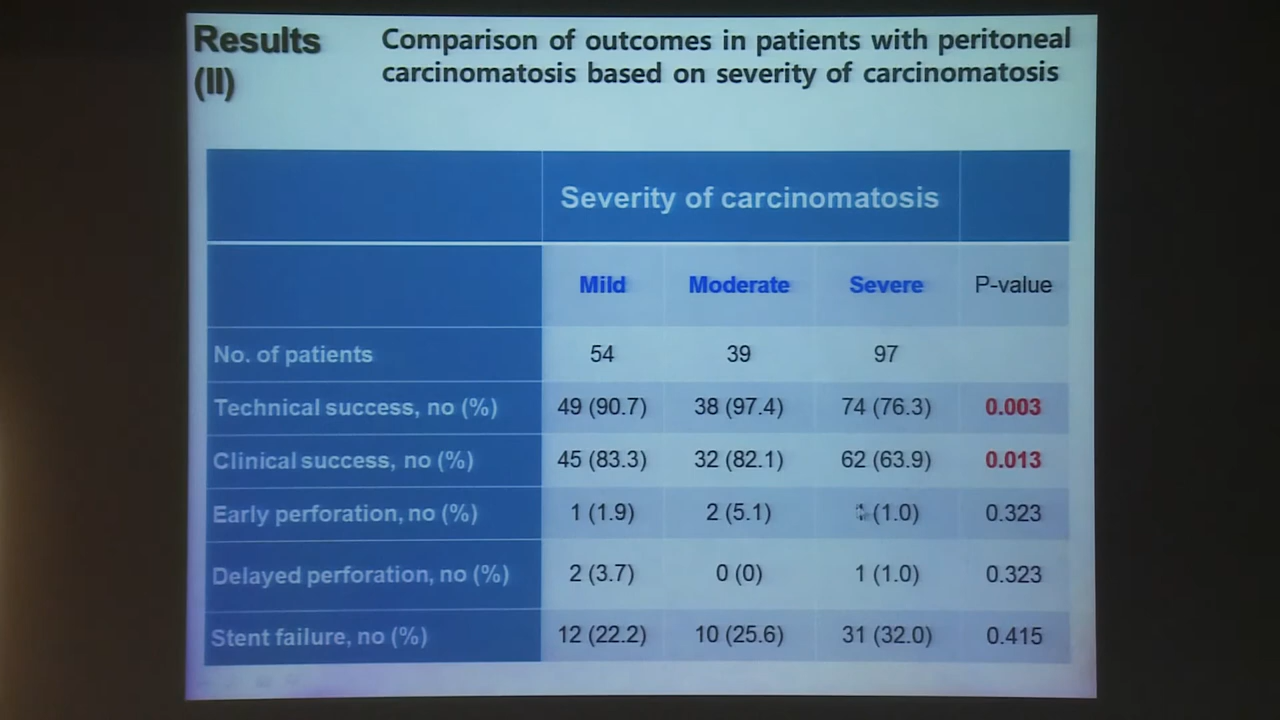 Results
(II)
Comparison of outcomes in patients with peritoneal
carcinomatosis based on severity of carcinomatosis
Severity of carcinomatosis
Mild Moderate Severe P-value
No. of patients 54 39 97
Technical success, no (%) 49 (90.7) 38 (97.4) 74 (76.3) 0.003
Clinical success, no (%) 45 (83.3) 32 (82.1) 62 (63.9) 0.013
Early perforation, no (%) 1 (1.9) 2 (5.1) (1.0) 0.323
Delayed perforation, no (%) 2 (3.7) 0 (0) 1 (1.0) 0.323
Stent failure, no (%) 12 (22.2) 10 (25.6) 31 (32.0) 0.415